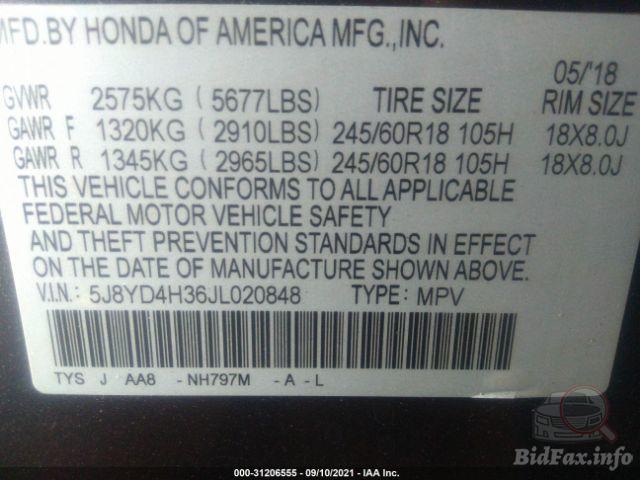 MFD.BY HONDA OF AMERICA MFG.,INC.
05/'18
GVWR 2575KG ( 5677LBS) TIRE SIZE RIM SIZE
GAWR F 1320KG ( 2910LBS) 245/60R18 105H 18X8.0J
GAWR R 1345KG ( 2965LBS) 245/60R18 105H 18X8.0J
THIS VEHICLE CONFORMS TO ALL APPLICABLE
FEDERAL MOTOR VEHICLE SAFETY
AND THEFT PREVENTION STANDARDS IN EFFECT
ON THE DATE OF MANUFACTURE SHOWN ABOVE.
V.I.N.: 5J8YD4H36JL020848 TYPE: MPV
TYS J AA8 - NH797M - A - L
BidFax.info
000-31206555 - 09/10/2021 - IAA Inc.